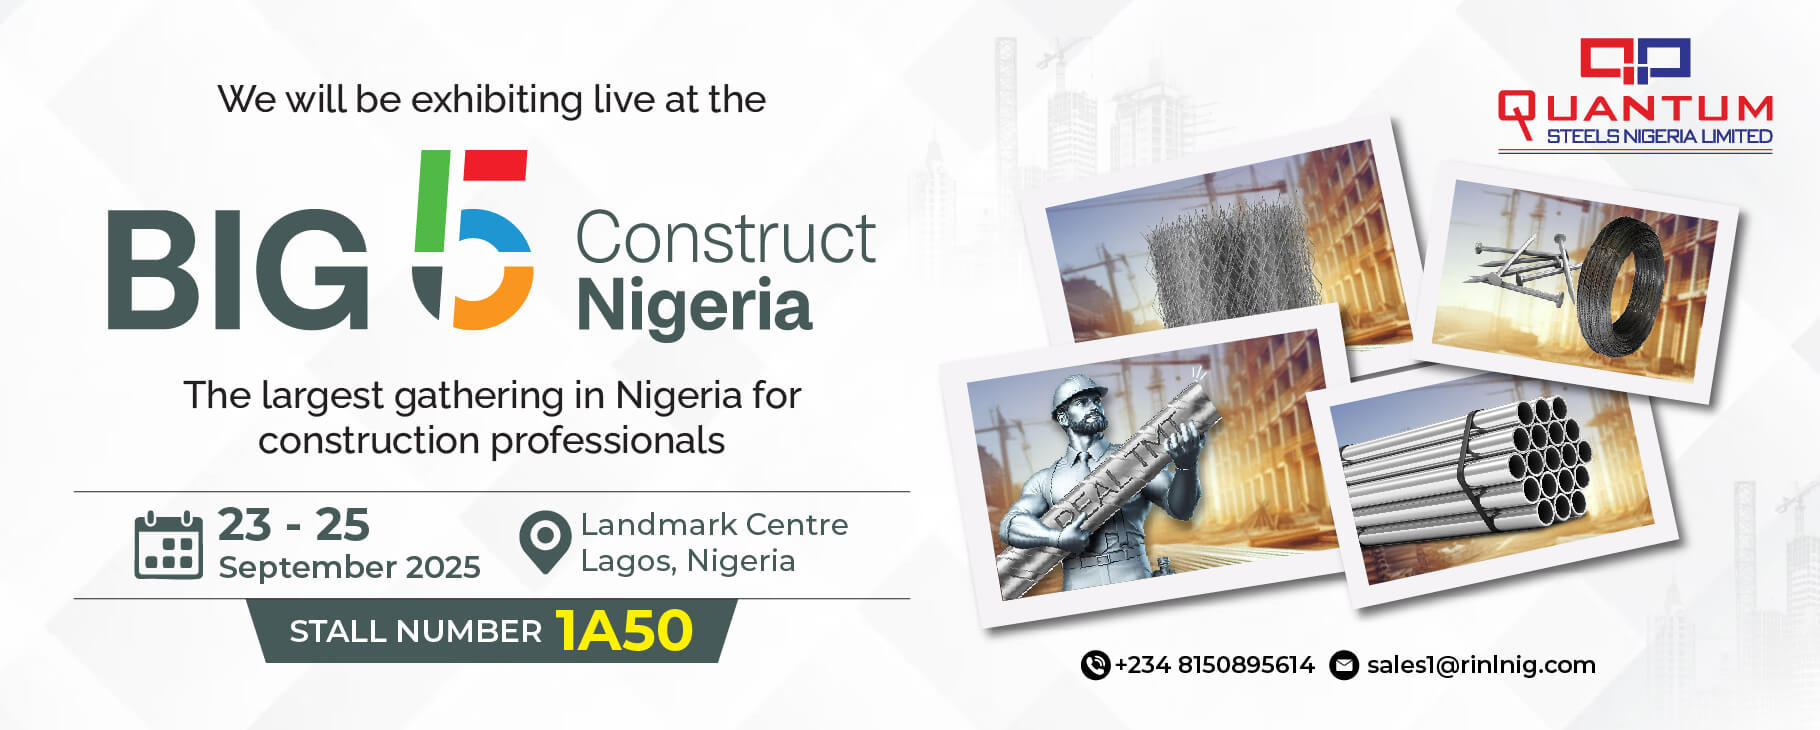 We will be exhibiting live at the
BIG 5 Construct
Nigeria
The largest gathering in Nigeria for
construction professionals
23 - 25
September 2025
Landmark Centre
Lagos, Nigeria
STALL NUMBER 1A50
QUANTUM
STEELS NIGERIA LIMITED
REAL TMT
+234 8150895614
sales1@rinlnig.com